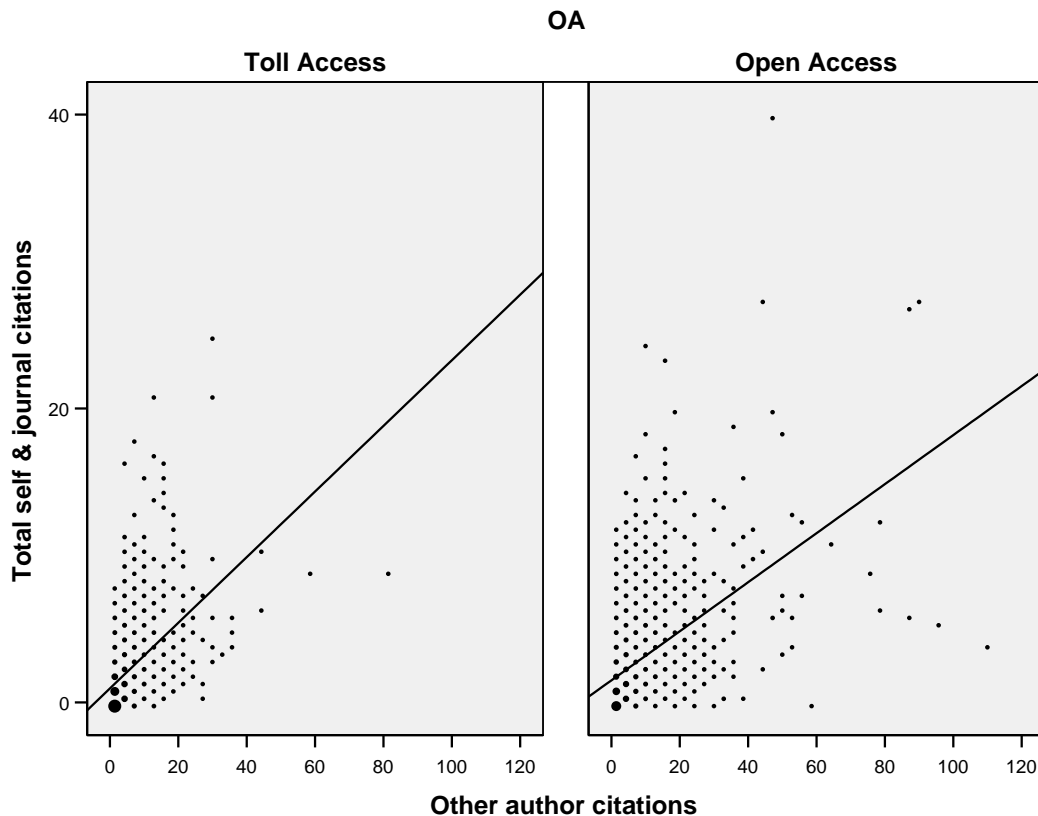 OA
Toll Access
Open Access
Total self & journal citations
40
20
0
0 20 40 60 80 100 120
0 20 40 60 80 100 120
Other author citations